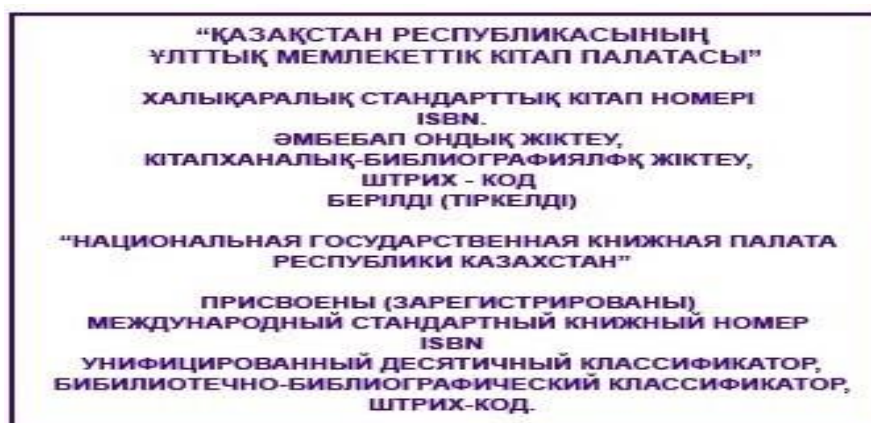 “ҚАЗАҚСТАН РЕСПУБЛИКАСЫНЫҢ
ҰЛТТЫҚ МЕМЛЕКЕТТІК КІТАП ПАЛАТАСЫ”
ХАЛЫҚАРАЛЫҚ СТАНДАРТТЫҚ КІТАП НОМЕРІ
ISBN.
ӘМБЕБАП ОНДЫҚ ЖІКТЕУ,
КІТАПХАНАЛЫҚ-БИБЛИОГРАФИЯЛФҚ ЖІКТЕУ,
ШТРИХ - КОД
БЕРІЛДІ (ТІРКЕЛДІ)
“НАЦИОНАЛЬНАЯ ГОСУДАРСТВЕННАЯ КНИЖНАЯ ПАЛАТА
РЕСПУБЛИКИ КАЗАХСТАН”
ПРИСВОЕНЫ (ЗАРЕГИСТРИРОВАНЫ)
МЕЖДУНАРОДНЫЙ СТАНДАРТНЫЙ КНИЖНЫЙ НОМЕР
ISBN
УНИФИЦИРОВАННЫЙ ДЕСЯТИЧНЫЙ КЛАССИФИКАТОР,
БИБИЛИОТЕЧНО-БИБЛИОГРАФИЧЕСКИЙ КЛАССИФИКАТОР,
ШТРИХ-КОД.